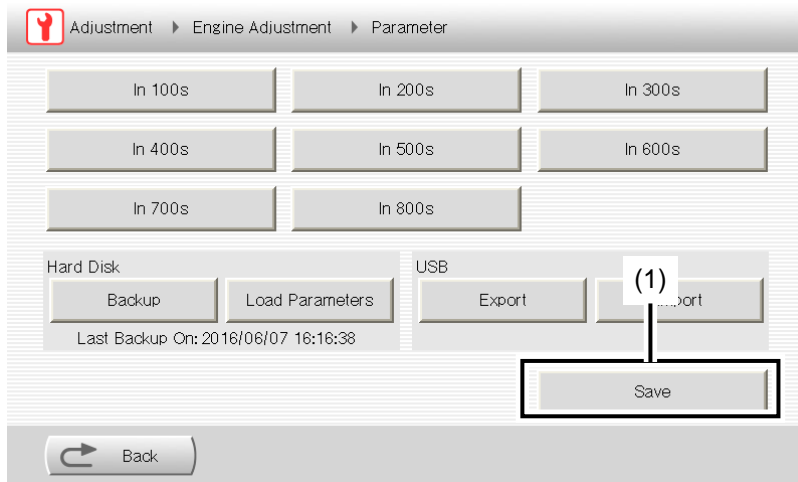 Adjustment ▶ Engine Adjustment ▶ Parameter
In 100s In 200s In 300s
In 400s In 500s In 600s
In 700s In 800s
Hard Disk USB
(1)
Backup Load Parameters Export
Last Backup On: 2016/06/07 16:16:38
Save
Back